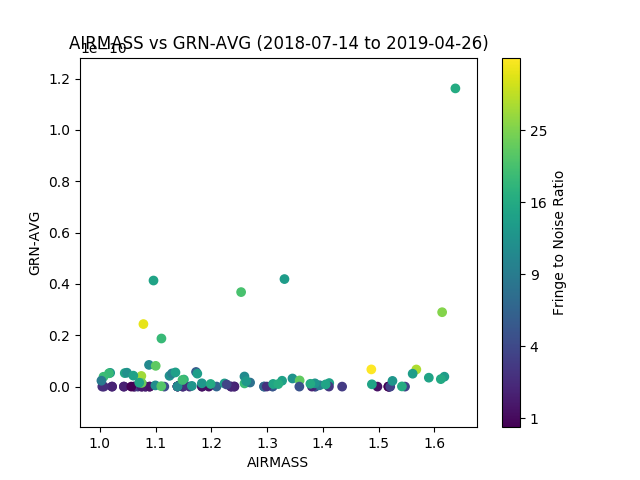 AIRMASS vs GRN-AVG (2018-07-14 to 2019-04-26)
1e−10
1.2
1.0
0.8
0.6
0.4
0.2
0.0
GRN-AVG
1.0 1.1 1.2 1.3 1.4 1.5 1.6
AIRMASS
25
16
9
4
1
Fringe to Noise Ratio